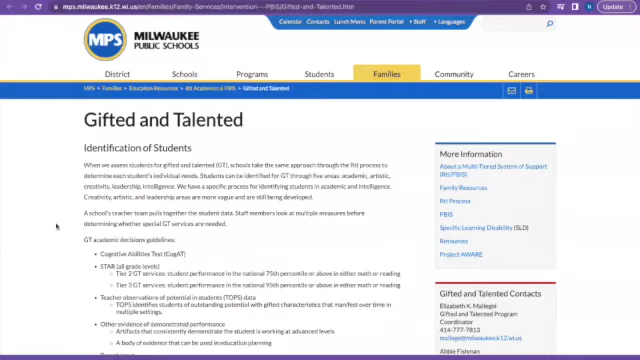 mps.milwaukee.k12.wi.us/en/Families/Family-Services/Intervention---PBIS/Gifted-and-Talented.htm
Update
Calendar Contacts Lunch Menu Parent Portal Staff Languages
MPS
MILWAUKEE
PUBLIC SCHOOLS
District Schools Programs Students Families Community Careers
MPS > Families > Education Resources > RtI Academics & PBIS > Gifted and Talented
Gifted and Talented
Identification of Students
When we assess students for gifted and talented (GT), schools take the same approach through the RtI process to
determine each student's individual needs. Students can be identified for GT through five areas: academic, artistic,
creativity, leadership, intelligence. We have a specific process for identifying students in academic and intelligence.
Creativity, artistic, and leadership areas are more vague and are still being developed.
A school's teacher team pulls together the student data. Staff members look at multiple measures before
determining whether special GT services are needed.
GT academic decisions guidelines:
• Cognitive Abilities Test (CogAT)
• STAR (all grade levels)
Tier 2 GT services: student performance in the national 75th percentile or above in either math or reading
Tier 3 GT services: student performance in the national 95th percentile or above in either math or reading
• Teacher observations of potential in students (TOPS) data
TOPS identifies students of outstanding potential with gifted characteristics that manifest over time in
multiple settings.
• Other evidence of demonstrated performance
Artifacts that consistently demonstrate the student is working at advanced levels
A body of evidence that can be used in education planning
More Information
About a Multi-Tiered System of Support
(RtI/PBIS)
Family Resources
RtI Process
PBIS
Specific Learning Disability (SLD)
Resources
Project AWARE
Gifted and Talented Contacts
Elizabeth K. Mallegni
Gifted and Talented Program
Coordinator
414-777-7813
mallege@milwaukee.k12.wi.us
Abbie Fishman